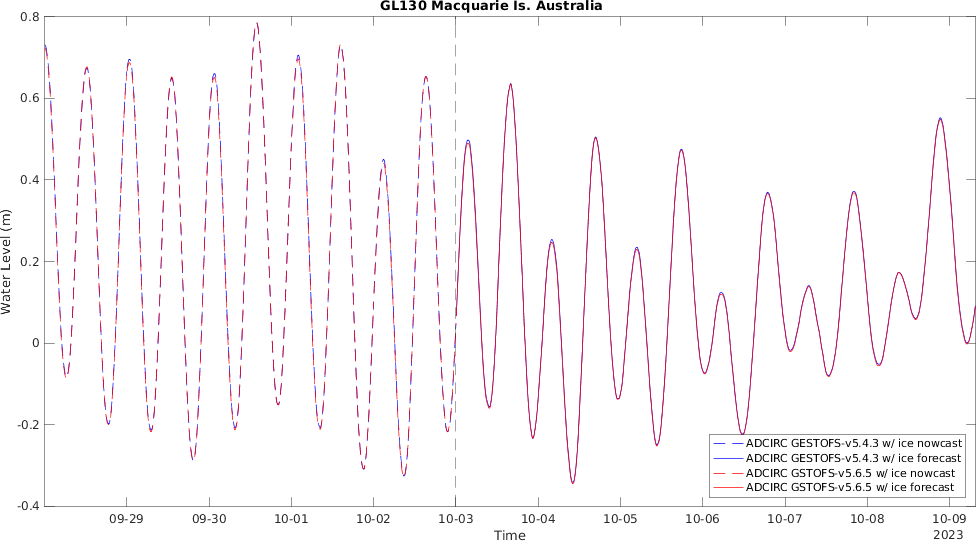 GL130 Macquarie Is. Australia
0.8
0.6
0.4
0.2
0
-0.2
-0.4
Water Level (m)
ADCIRC GESTOFS-v5.4.3 w/ ice nowcast
ADCIRC GESTOFS-v5.4.3 w/ ice forecast
ADCIRC GSTOFS-v5.6.5 w/ ice nowcast
ADCIRC GSTOFS-v5.6.5 w/ ice forecast
09-29 09-30 10-01 10-02 10-03 10-04 10-05 10-06 10-07 10-08 10-09
Time
2023